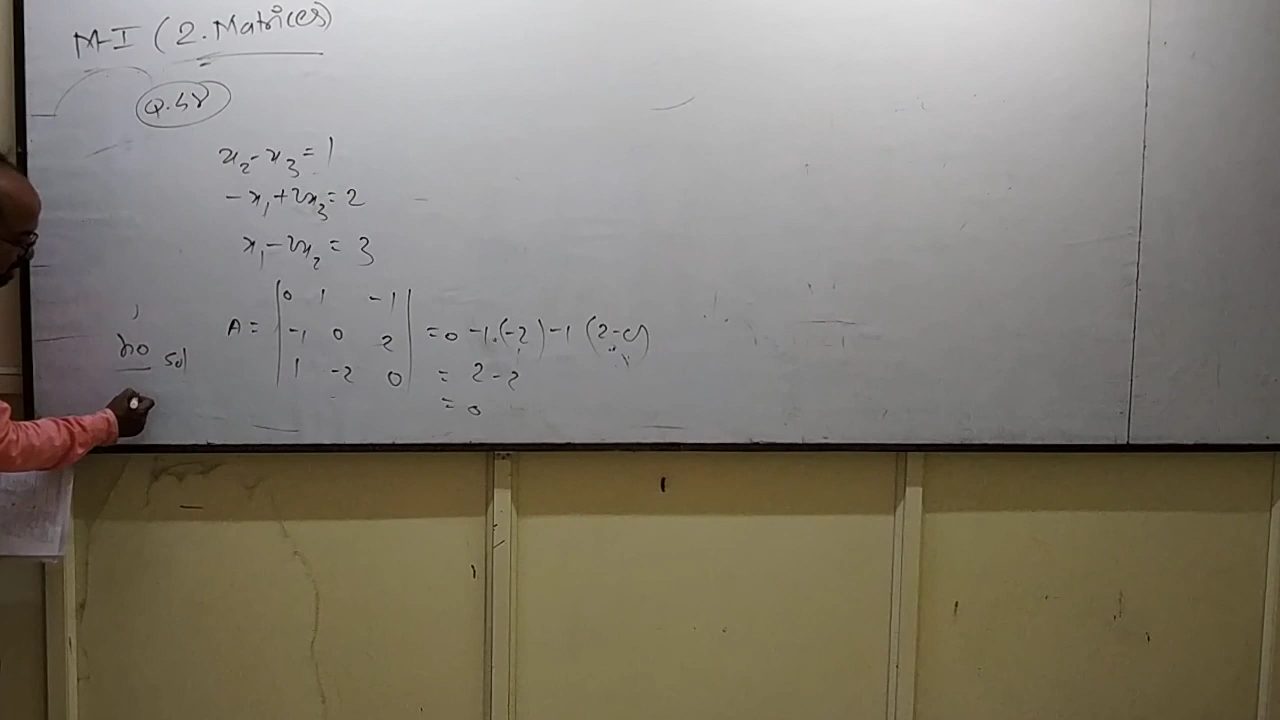 M-I (2. Matrices)
x₂ - x₃ = 1
- x₁ + 2x₃ = 2
x₁ - 2x₂ = 3
A = | 0 1 -1 | = 0 -1.(-2) -1 (2-0)
| -1 0 2 |
| 1 -2 0 | = 2 - 2
= 0
no sol